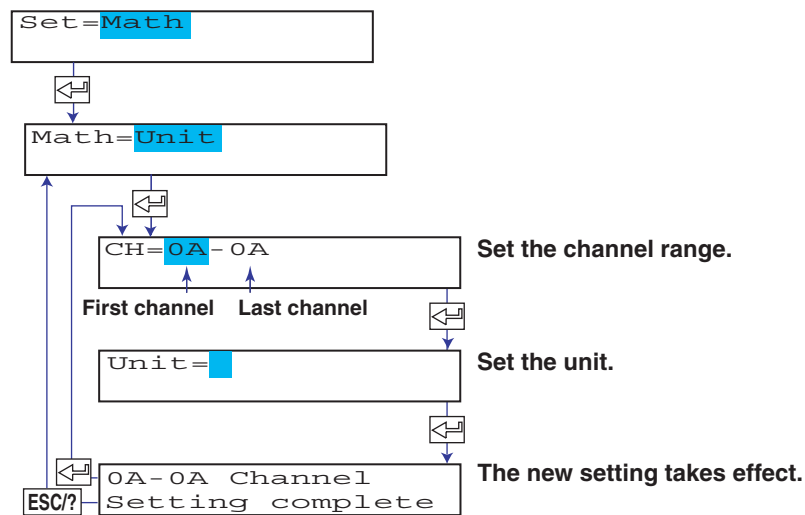 Set=Math
Math=Unit
CH=0A-0A
Set the channel range.
First channel
Last channel
Unit=
Set the unit.
0A-0A Channel
Setting complete
The new setting takes effect.
ESC/?